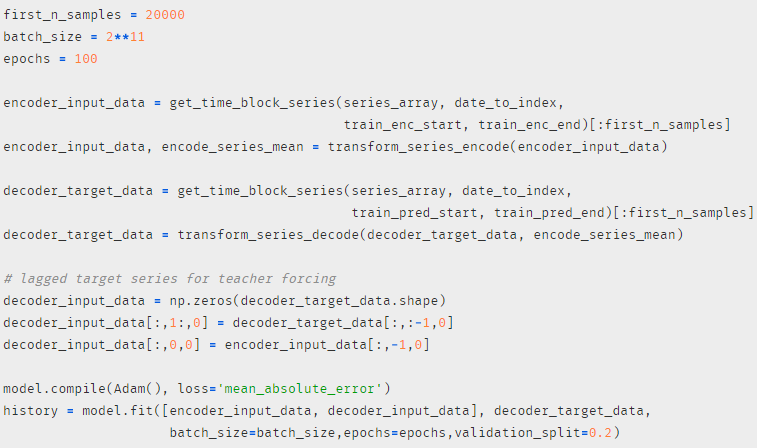 first_n_samples = 20000
batch_size = 2**11
epochs = 100
encoder_input_data = get_time_block_series(series_array, date_to_index,
train_enc_start, train_enc_end)[:first_n_samples]
encoder_input_data, encode_series_mean = transform_series_encode(encoder_input_data)
decoder_target_data = get_time_block_series(series_array, date_to_index,
train_pred_start, train_pred_end)[:first_n_samples]
decoder_target_data = transform_series_decode(decoder_target_data, encode_series_mean)
# lagged target series for teacher forcing
decoder_input_data = np.zeros(decoder_target_data.shape)
decoder_input_data[:,1:,0] = decoder_target_data[:,:-1,0]
decoder_input_data[:,0,0] = encoder_input_data[:,-1,0]
model.compile(Adam(), loss='mean_absolute_error')
history = model.fit([encoder_input_data, decoder_input_data], decoder_target_data,
batch_size=batch_size,epochs=epochs,validation_split=0.2)